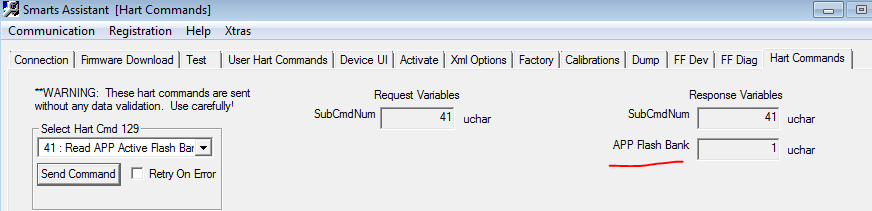 Smarts Assistant [Hart Commands]
Communication Registration Help Xtras
Connection Firmware Download Test User Hart Commands Device UI Activate Xml Options Factory Calibrations Dump FF Dev FF Diag Hart Commands
**WARNING: These hart commands are sent
without any data validation. Use carefully!
Request Variables
Response Variables
SubCmdNum 41 uchar
SubCmdNum 41 uchar
Select Hart Cmd 129
41 : Read APP Active Flash Ban
APP Flash Bank 1 uchar
Send Command Retry On Error